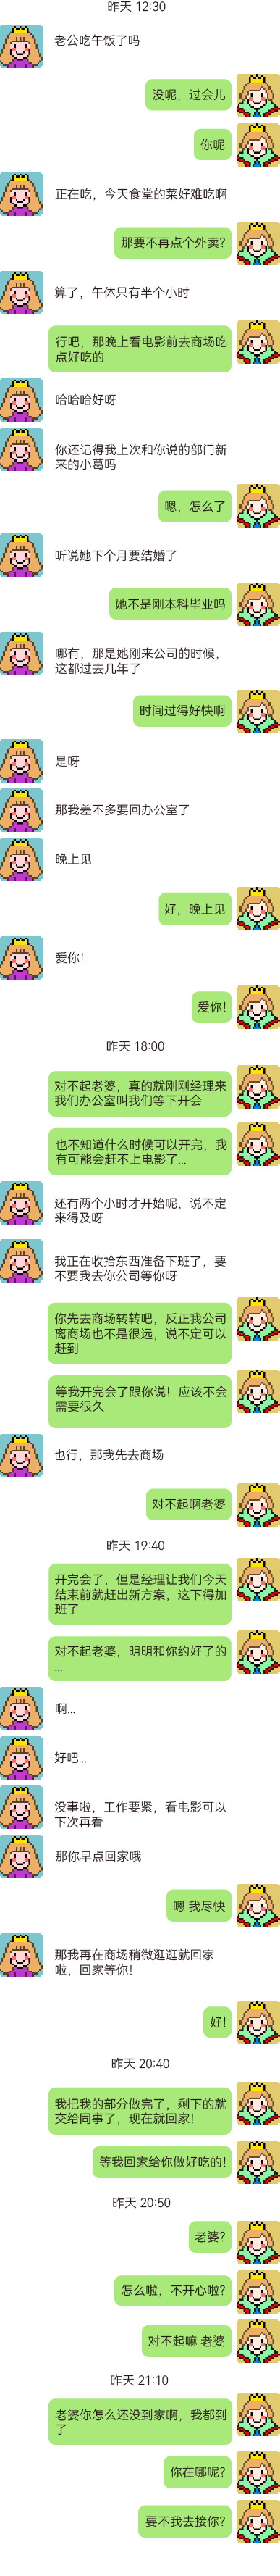 昨天 12:30
老公吃午饭了吗
没呢，过会儿
你呢
正在吃，今天食堂的菜好难吃啊
那要不再点个外卖?
算了，午休只有半个小时
行吧，那晚上看电影前去商场吃
点好吃的
哈哈哈好呀
你还记得我上次和你说的部门新
来的小葛吗
嗯，怎么了
听说她下个月要结婚了
她不是刚本科毕业吗
哪有，那是她刚来公司的时候，
这都过去几年了
时间过得好快啊
是呀
那我差不多要回办公室了
晚上见
好，晚上见
爱你!
爱你!
昨天 18:00
对不起老婆，真的就刚刚经理来
我们办公室叫我们等下开会
也不知道什么时候可以开完，我
有可能会赶不上电影了...
还有两个小时才开始呢，说不定
来得及呀
我正在收拾东西准备下班了，要
不要我去你公司等你呀
你先去商场转转吧，反正我公司
离商场也不是很远，说不定可以
赶到
等我开完会了跟你说！应该不会
需要很久
也行，那我先去商场
对不起啊老婆
昨天 19:40
开完会了，但是经理让我们今天
结束前就赶出新方案，这下得加
班了
对不起老婆，明明和你约好了的
...
啊...
好吧...
没事啦，工作要紧，看电影可以
下次再看
那你早点回家哦
嗯 我尽快
那我再在商场稍微逛逛就回家
啦，回家等你！
好!
昨天 20:40
我把我的部分做完了，剩下的就
交给同事了，现在就回家！
等我回家给你做好吃的!
昨天 20:50
老婆?
怎么啦，不开心啦?
对不起嘛 老婆
昨天 21:10
老婆你怎么还没到家啊，我都到
了
你在哪呢?
要不我去接你?